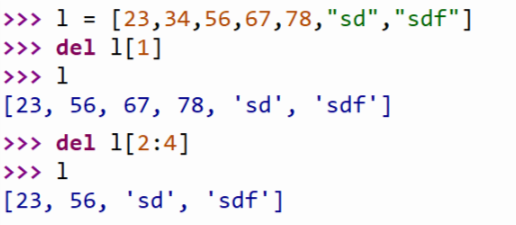 >>> l = [23,34,56,67,78,"sd","sdf"]
>>> del l[1]
>>> l
[23, 56, 67, 78, 'sd', 'sdf']
>>> del l[2:4]
>>> l
[23, 56, 'sd', 'sdf']